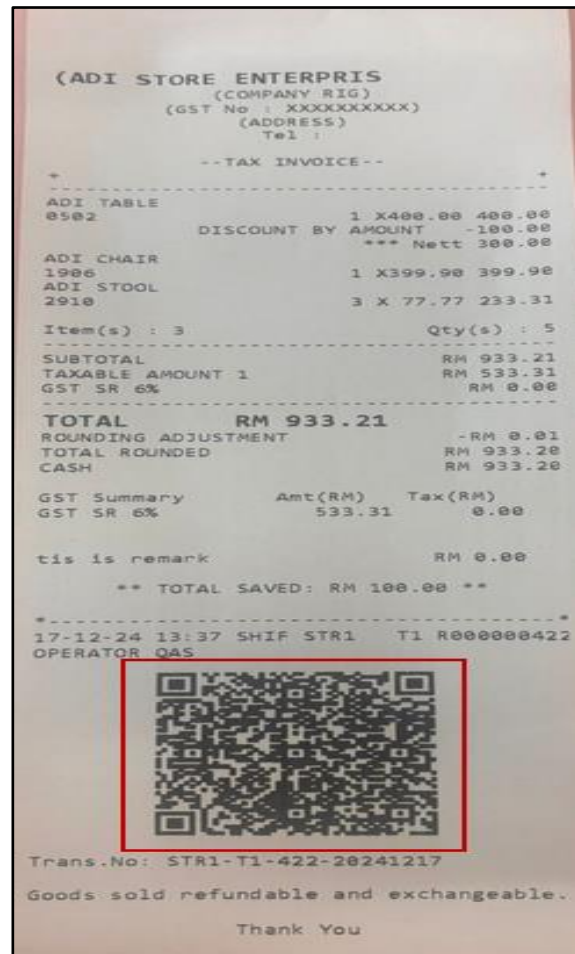 (ADI STORE ENTERPRIS
(COMPANY RIG)
(GST No : XXXXXXXXXX)
(ADDRESS)
Tel :
--TAX INVOICE--
* *
ADI TABLE
0502 1 X400.00 400.00
DISCOUNT BY AMOUNT -100.00
*** Nett 300.00
ADI CHAIR
1906 1 X399.90 399.90
ADI STOOL
2910 3 X 77.77 233.31
Item(s) : 3 Qty(s) : 5
SUBTOTAL RM 933.21
TAXABLE AMOUNT 1 RM 533.31
GST SR 6% RM 0.00
TOTAL RM 933.21
ROUNDING ADJUSTMENT -RM 0.01
TOTAL ROUNDED RM 933.20
CASH RM 933.20
GST Summary Amt(RM) Tax(RM)
GST SR 6% 533.31 0.00
tis is remark RM 0.00
** TOTAL SAVED: RM 100.00 **
17-12-24 13:37 SHIF STR1 T1 R000000422
OPERATOR QAS
Trans.No: STR1-T1-422-20241217
Goods sold refundable and exchangeable.
Thank You